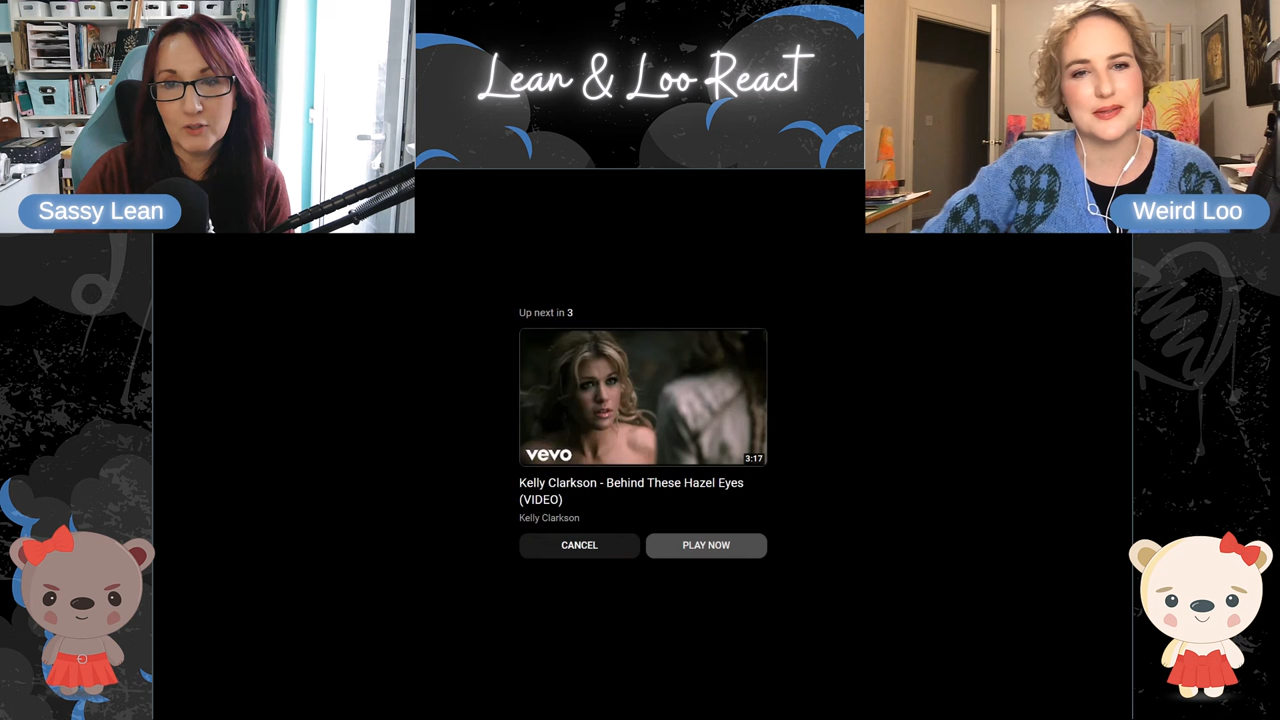 Lean & Loo React
Sassy Lean
Weird Loo
Up next in 3
vevo
3:17
Kelly Clarkson - Behind These Hazel Eyes
(VIDEO)
Kelly Clarkson
CANCEL
PLAY NOW